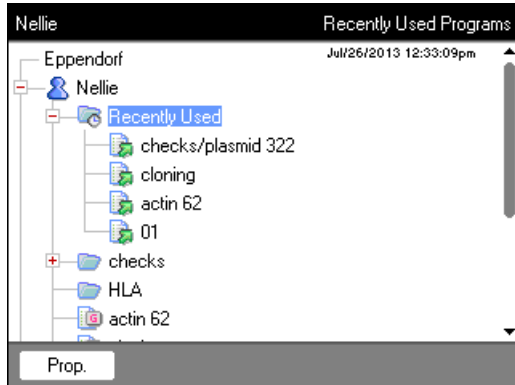 Nellie Recently Used Programs
Eppendorf Jul/26/2013 12:33:09pm
Nellie
Recently Used
checks/plasmid 322
cloning
actin 62
01
checks
HLA
G actin 62
Prop.